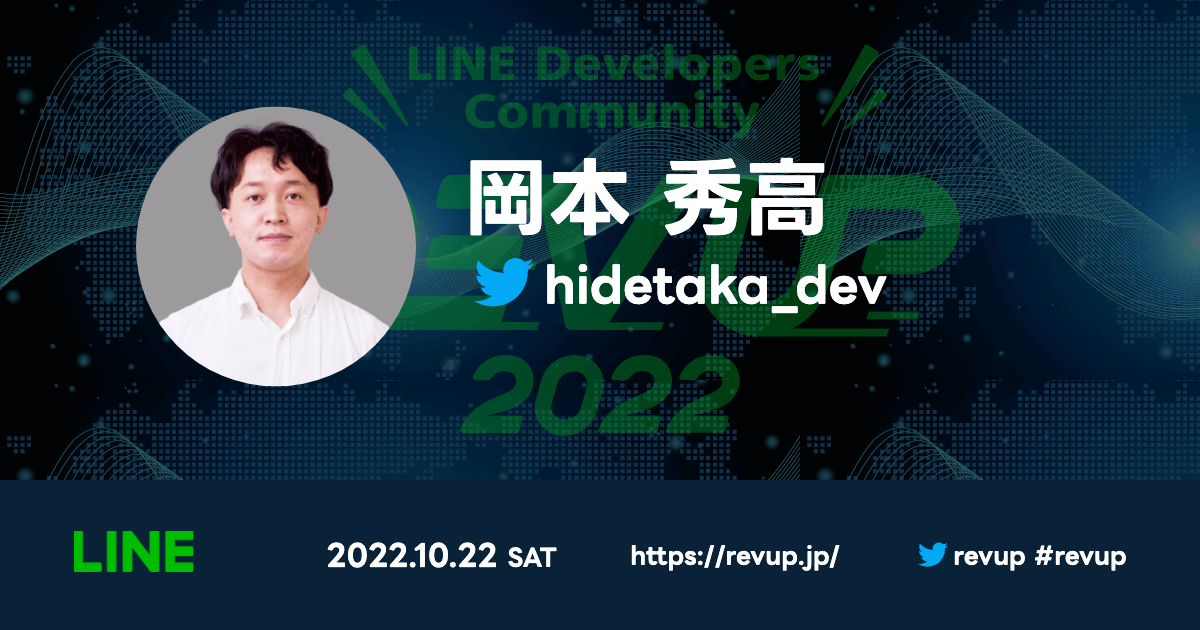 LINE Developers
Community
REVUP
2022
岡本 秀高
hidetaka_dev
LINE
2022.10.22 SAT
https://revup.jp/
revup #revup